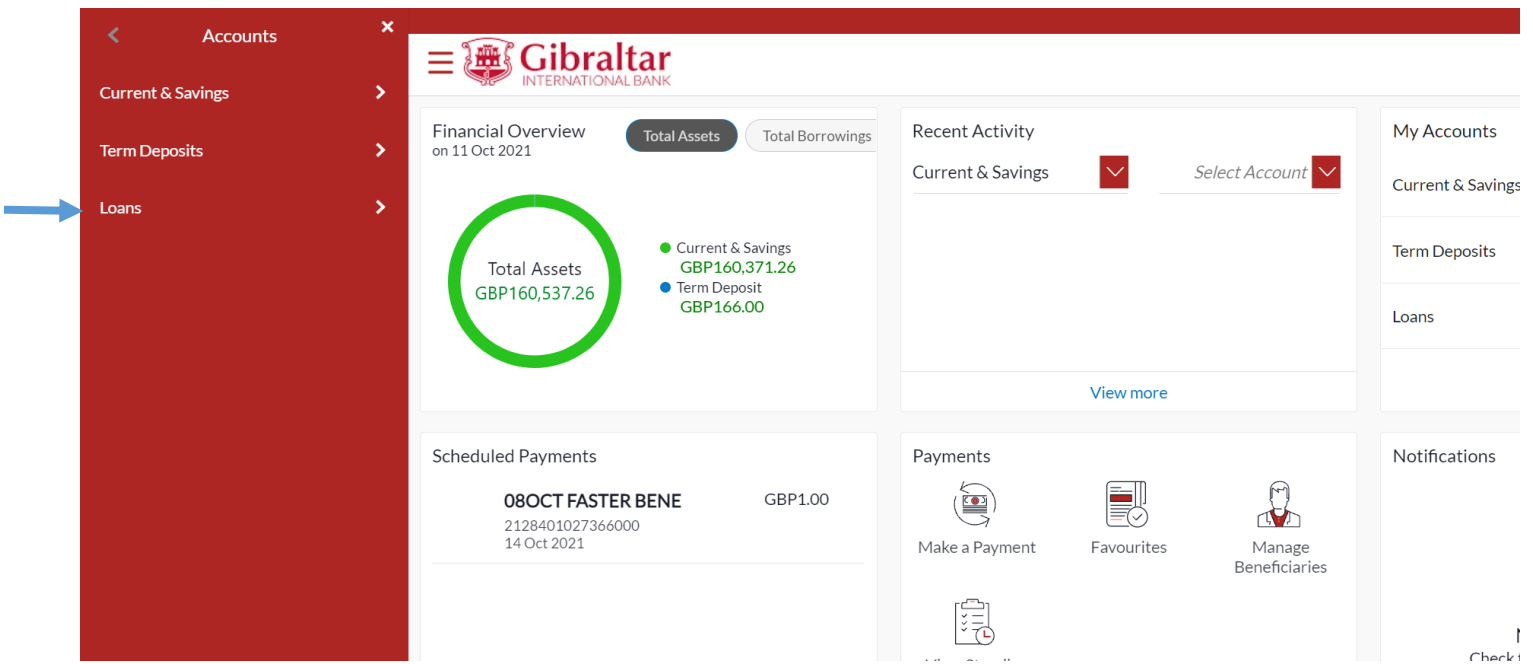 Accounts
Current & Savings
Term Deposits
Loans
Gibraltar
INTERNATIONAL BANK
Financial Overview
on 11 Oct 2021
Total Assets
Total Borrowings
Total Assets
GBP160,537.26
Current & Savings
GBP160,371.26
Term Deposit
GBP166.00
Recent Activity
Current & Savings
Select Account
View more
My Accounts
Current & Savings
Term Deposits
Loans
Scheduled Payments
08OCT FASTER BENE
GBP1.00
2128401027366000
14 Oct 2021
Payments
Make a Payment
Favourites
Manage
Beneficiaries
Notifications
Check